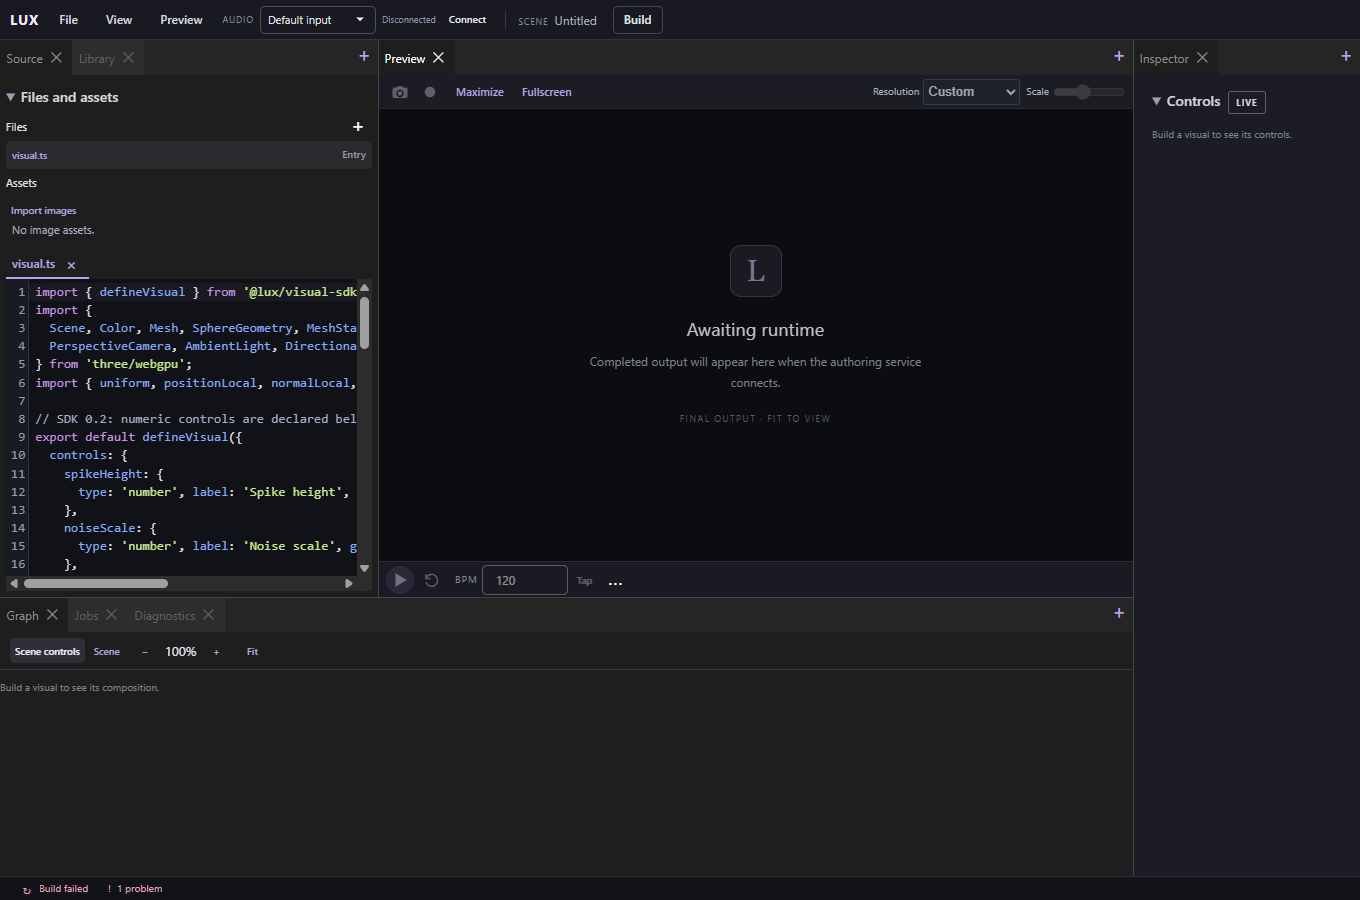 LUX File View Preview AUDIO Default input Disconnected Connect SCENE Untitled Build
Source Library +
Files and assets
Files +
visual.ts Entry
Assets
Import images
No image assets.
visual.ts ×
1 import { defineVisual } from '@lux/visual-sdk
2 import {
3 Scene, Color, Mesh, SphereGeometry, MeshSta
4 PerspectiveCamera, AmbientLight, Directiona
5 } from 'three/webgpu';
6 import { uniform, positionLocal, normalLocal,
7
8 // SDK 0.2: numeric controls are declared bel
9 export default defineVisual({
10 controls: {
11 spikeHeight: {
12 type: 'number', label: 'Spike height',
13 },
14 noiseScale: {
15 type: 'number', label: 'Noise scale', g
16 },
Preview +
Maximize Fullscreen Resolution Custom Scale
L
Awaiting runtime
Completed output will appear here when the authoring service
connects.
FINAL OUTPUT · FIT TO VIEW
BPM 120 Tap ...
Inspector +
Controls LIVE
Build a visual to see its controls.
Graph Jobs Diagnostics +
Scene controls Scene − 100% + Fit
Build a visual to see its composition.
Build failed ! 1 problem